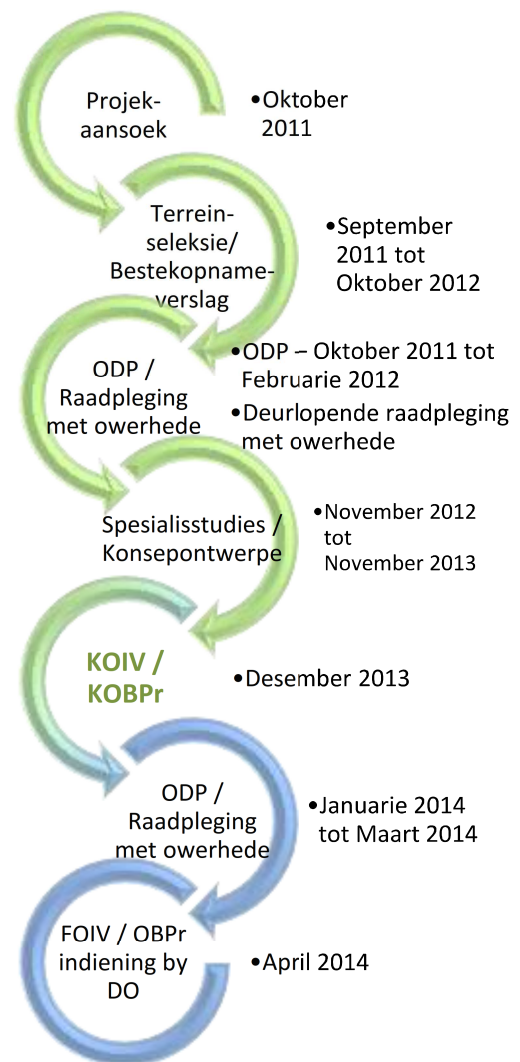 Projek-
aansoek
•Oktober
2011
Terrein-
seleksie/
Bestekopname-
verslag
•September
2011 tot
Oktober 2012
ODP /
Raadpleging
met owerhede
•ODP – Oktober 2011 tot
Februarie 2012
•Deurlopende raadpleging
met owerhede
Spesialisstudies /
Konsepontwerpe
•November 2012
tot
November 2013
KOIV /
KOBPr
•Desember 2013
ODP /
Raadpleging
met owerhede
•Januarie 2014
tot Maart 2014
FOIV / OBPr
indiening by
DO
•April 2014